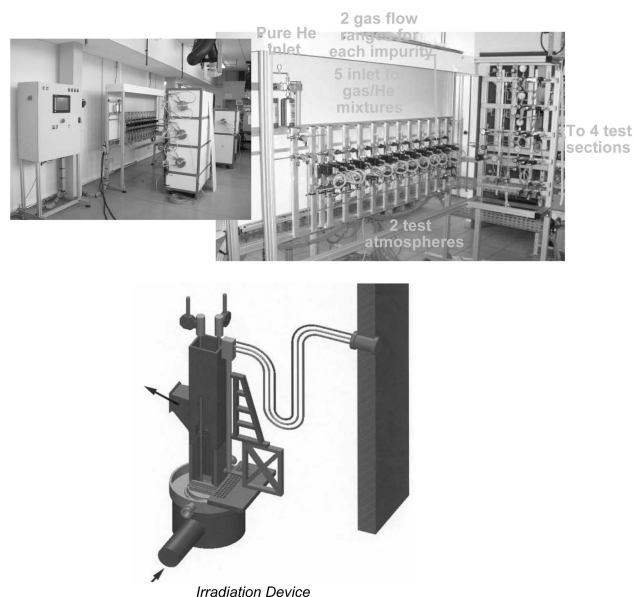 Pure He
Inlet
2 gas flow
ranges for
each impurity
5 inlet for
gas/He
mixtures
To 4 test
sections
2 test
atmospheres
Irradiation Device